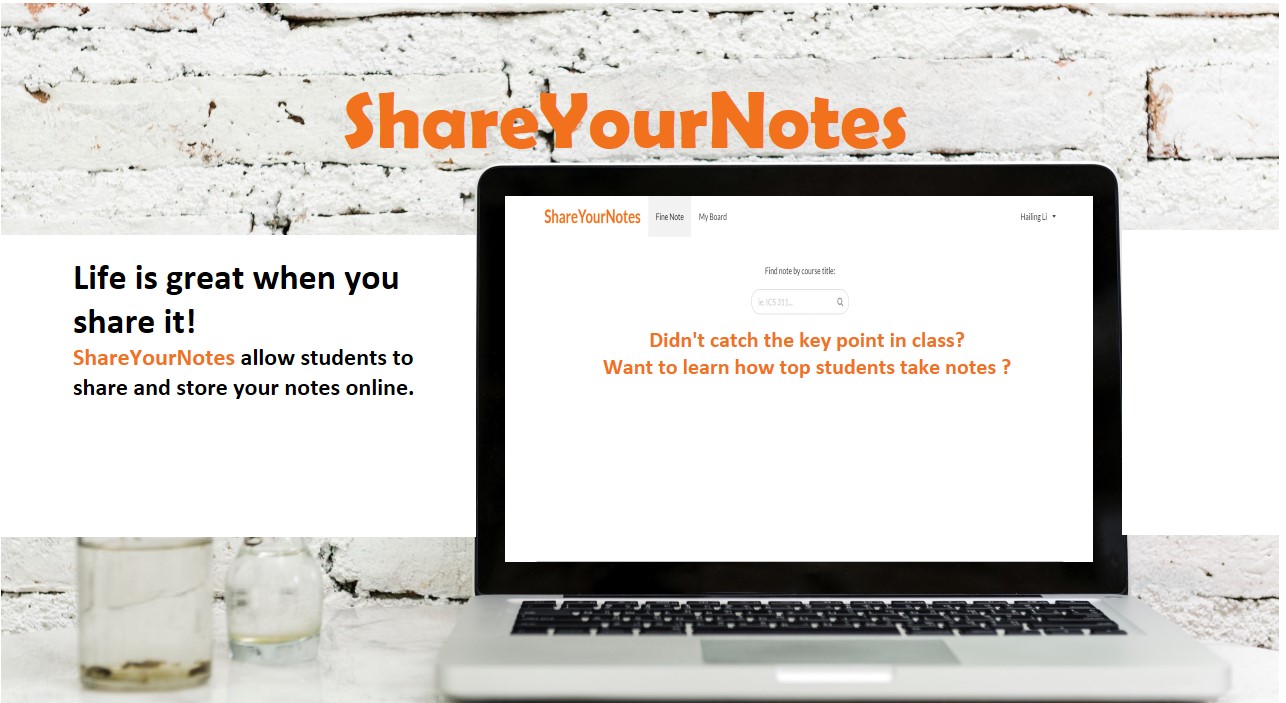 ShareYourNotes
ShareYourNotes Fine Note My Board Hailing Li
Find note by course title:
ie. ICS 311...
Didn't catch the key point in class?
Want to learn how top students take notes ?
Life is great when you
share it!
ShareYourNotes allow students to
share and store your notes online.